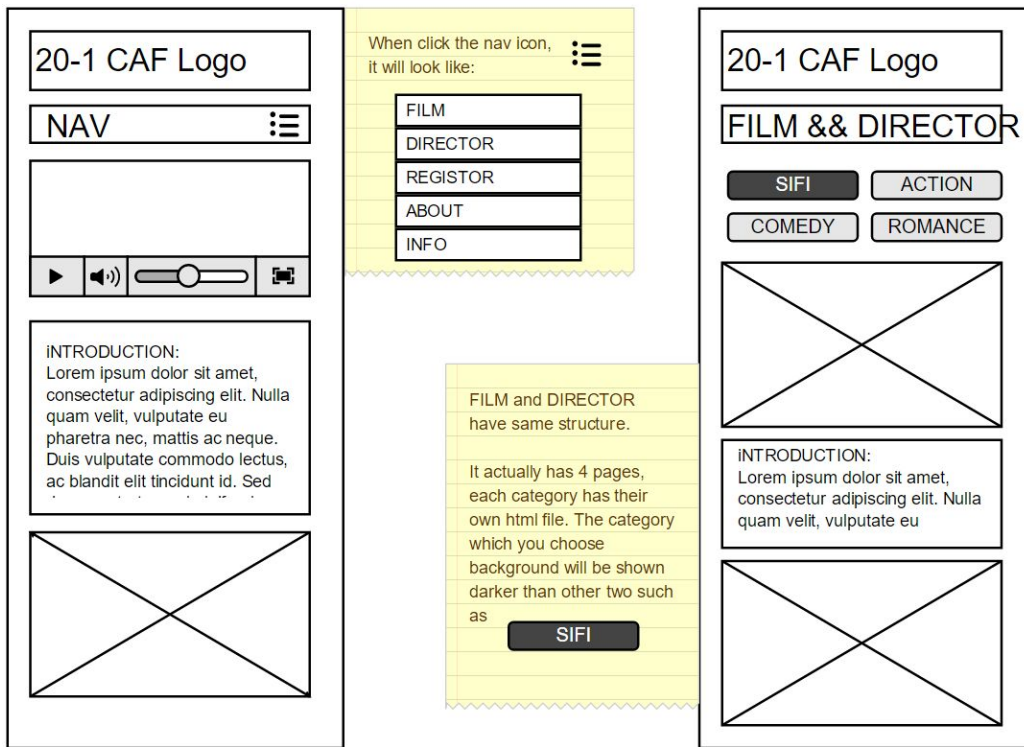 20-1 CAF Logo
NAV
iNTRODUCTION:
Lorem ipsum dolor sit amet,
consectetur adipiscing elit. Nulla
quam velit, vulputate eu
pharetra nec, mattis ac neque.
Duis vulputate commodo lectus,
ac blandit elit tincidunt id. Sed
When click the nav icon,
it will look like:
FILM
DIRECTOR
REGISTOR
ABOUT
INFO
FILM and DIRECTOR
have same structure.
It actually has 4 pages,
each category has their
own html file. The category
which you choose
background will be shown
darker than other two such
as
SIFI
20-1 CAF Logo
FILM && DIRECTOR
SIFI ACTION
COMEDY ROMANCE
iNTRODUCTION:
Lorem ipsum dolor sit amet,
consectetur adipiscing elit. Nulla
quam velit, vulputate eu